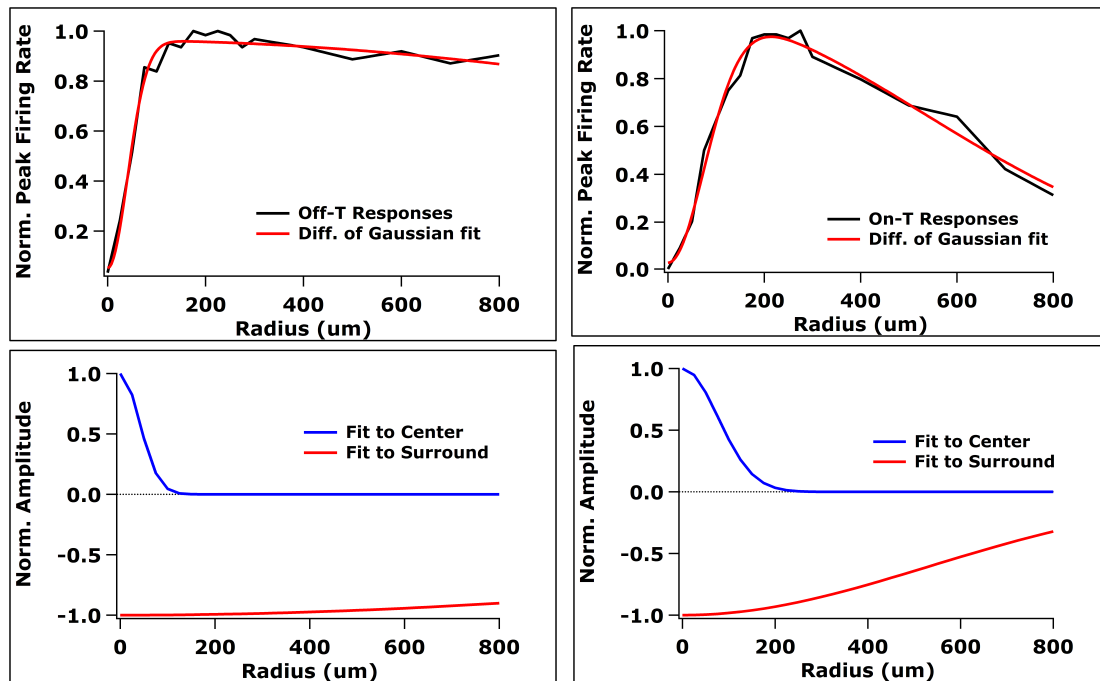 Norm. Peak Firing Rate
1.0
0.8
0.6
0.4
0.2
Off-T Responses
Diff. of Gaussian fit
0
200
400
600
800
Radius (um)
Norm. Peak Firing Rate
1.0
0.8
0.6
0.4
0.2
0.0
On-T Responses
Diff. of Gaussian fit
0
200
400
600
800
Radius (um)
Norm. Amplitude
1.0
0.5
0.0
-0.5
-1.0
Fit to Center
Fit to Surround
0
200
400
600
800
Radius (um)
Norm. Amplitude
1.0
0.5
0.0
-0.5
-1.0
Fit to Center
Fit to Surround
0
200
400
600
800
Radius (um)